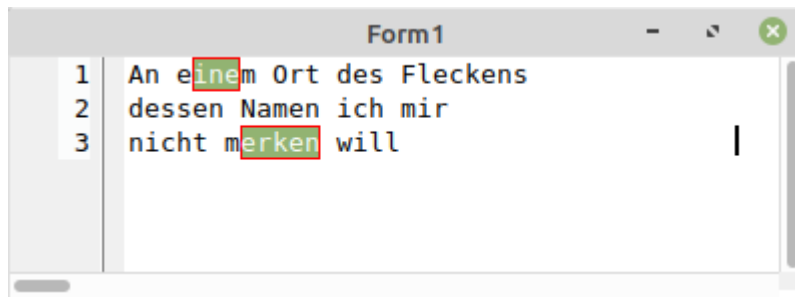 Form1
1 An einem Ort des Fleckens
2 dessen Namen ich mir
3 nicht merken will